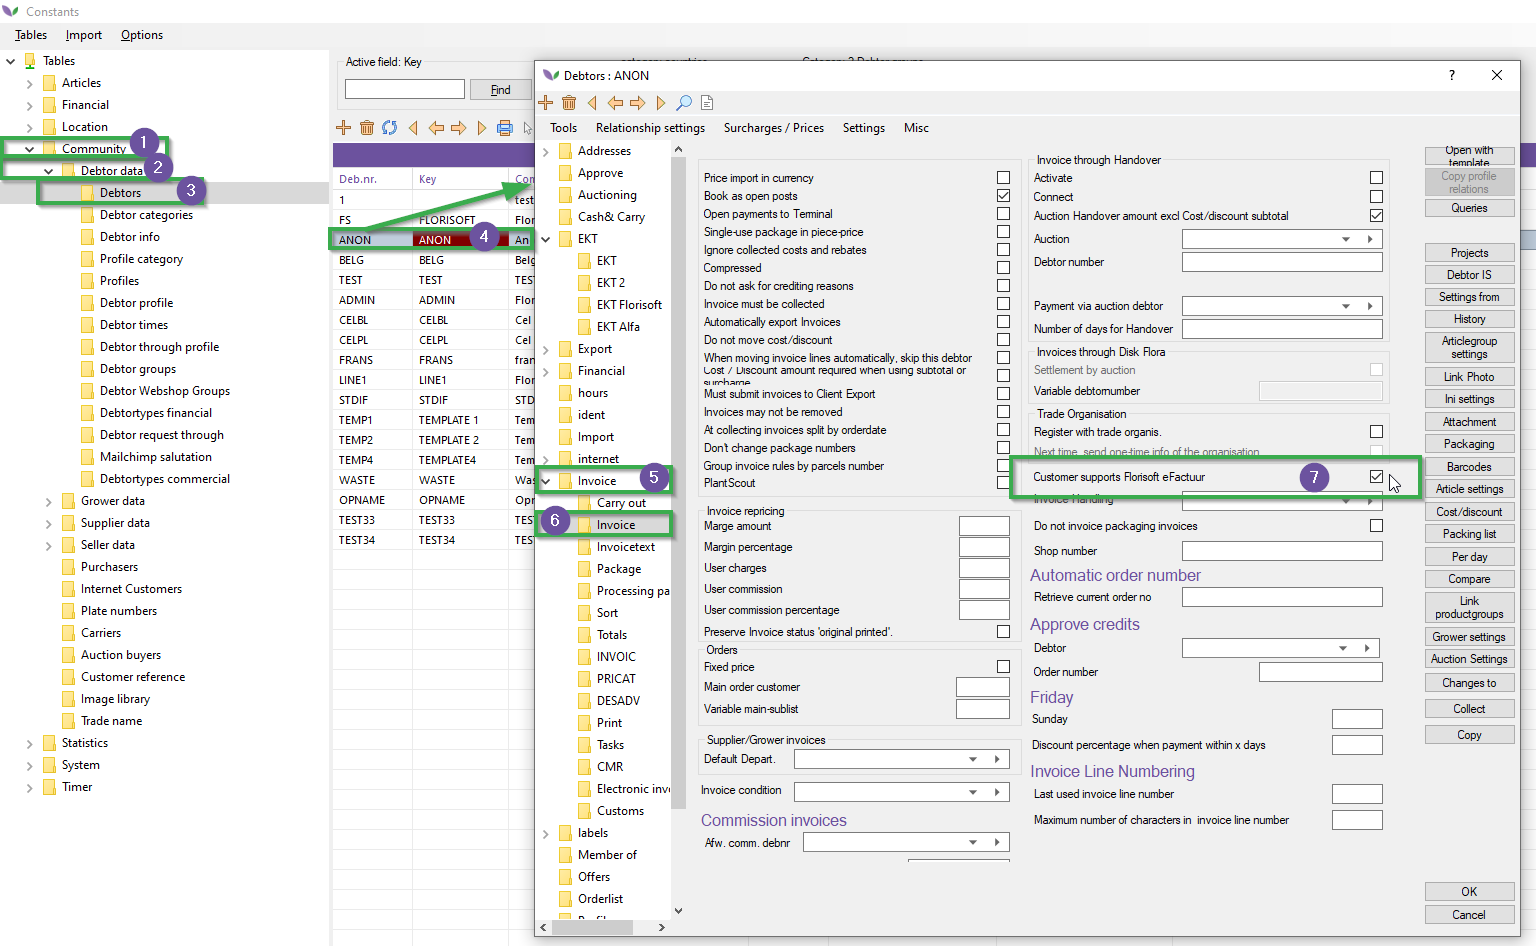 Constants
Tables Import Options
Tables
Articles
Financial
Location
Community 1
Debtor data 2
Debtors 3
Debtor categories
Debtor info
Profile category
Profiles
Debtor profile
Debtor times
Debtor through profile
Debtor groups
Debtor Webshop Groups
Debtortypes financial
Debtor request through
Mailchimp salutation
Debtortypes commercial
Grower data
Supplier data
Seller data
Purchasers
Internet Customers
Plate numbers
Carriers
Auction buyers
Customer reference
Image library
Trade name
Statistics
System
Timer
Active field: Key
Find
Deb.nr. Key Con
1 test
FS FLORISOFT Flor
ANON ANON 4 An
BELG BELG Belg
TEST TEST TEST
ADMIN ADMIN Flor
CELBL CELBL Cel
CELPL CELPL Cel
FRANS FRANS fran
LINE1 LINE1 Flor
STDIF STDIF STD
TEMP1 TEMPLATE 1 Tem
TEMP2 TEMPLATE 2 Tem
TEMP4 TEMPLATE4 Tem
WASTE WASTE Wast
OPNAME OPNAME Opr
TEST33 TEST33 TEST
TEST34 TEST34 TEST
Debtors : ANON ?
Tools Relationship settings Surcharges / Prices Settings Misc
Addresses
Approve
Auctioning
Cash& Carry
EKT
EKT
EKT 2
EKT Florisoft
EKT Alfa
Export
Financial
hours
ident
Import
internet
Invoice 5
Carry out
6 Invoice
Invoicetext
Package
Processing pa
Sort
Totals
INVOIC
PRICAT
DESADV
Print
Tasks
CMR
Electronic inv
Customs
labels
Member of
Offers
Orderlist
Price import in currency
Book as open posts
Open payments to Terminal
Single-use package in piece-price
Ignore collected costs and rebates
Compressed
Do not ask for crediting reasons
Invoice must be collected
Automatically export Invoices
Do not move cost/discount
When moving invoice lines automatically, skip this debtor
Cost / Discount amount required when using subtotal or
surcharge
Must submit invoices to Client Export
Invoices may not be removed
At collecting invoices split by orderdate
Don't change package numbers
Group invoice rules by parcels number
PlantScout
Invoice repricing
Marge amount
Margin percentage
User charges
User commission
User commission percentage
Preserve Invoice status 'original printed'.
Orders
Fixed price
Main order customer
Variable main-sublist
Supplier/Grower invoices
Default Depart.
Invoice condition
Commission invoices
Afw. comm. debnr
Invoice through Handover
Activate
Connect
Auction Handover amount excl Cost/discount subtotal
Auction
Debtor number
Payment via auction debtor
Number of days for Handover
Invoices through Disk Flora
Settlement by auction
Variable debtornumber
Trade Organisation
Register with trade organis.
Next time, send one-time info of the organisation
Customer supports Florisoft eFactuur 7
Invoice Handling
Do not invoice packaging invoices
Shop number
Automatic order number
Retrieve current order no
Approve credits
Debtor
Order number
Friday
Sunday
Discount percentage when payment within x days
Invoice Line Numbering
Last used invoice line number
Maximum number of characters in invoice line number
Open with
template
Copy profile
relations
Queries
Projects
Debtor IS
Settings from
History
Articlegroup
settings
Link Photo
Ini settings
Attachment
Packaging
Barcodes
Article settings
Cost/discount
Packing list
Per day
Compare
Link
productgroups
Grower settings
Auction Settings
Changes to
Collect
Copy
OK
Cancel